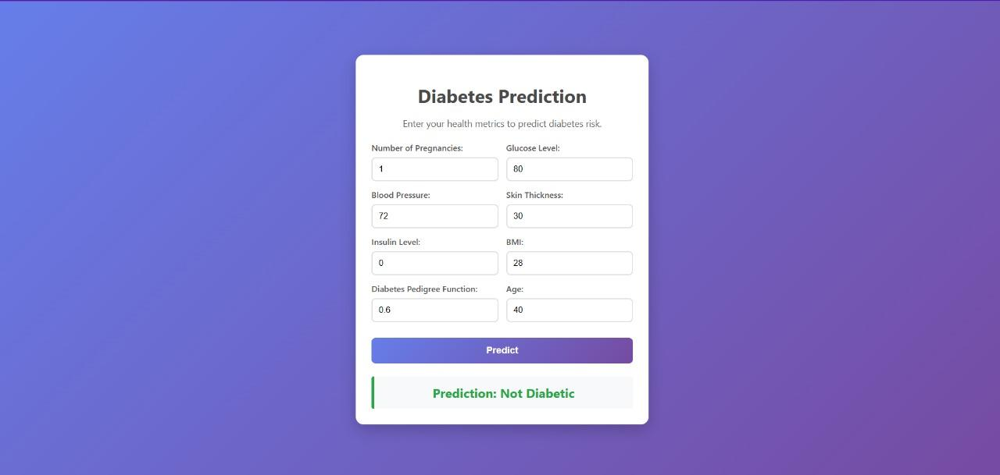 Diabetes Prediction
Enter your health metrics to predict diabetes risk.
Number of Pregnancies: Glucose Level:
1 80
Blood Pressure: Skin Thickness:
72 30
Insulin Level: BMI:
0 28
Diabetes Pedigree Function: Age:
0.6 40
Predict
Prediction: Not Diabetic